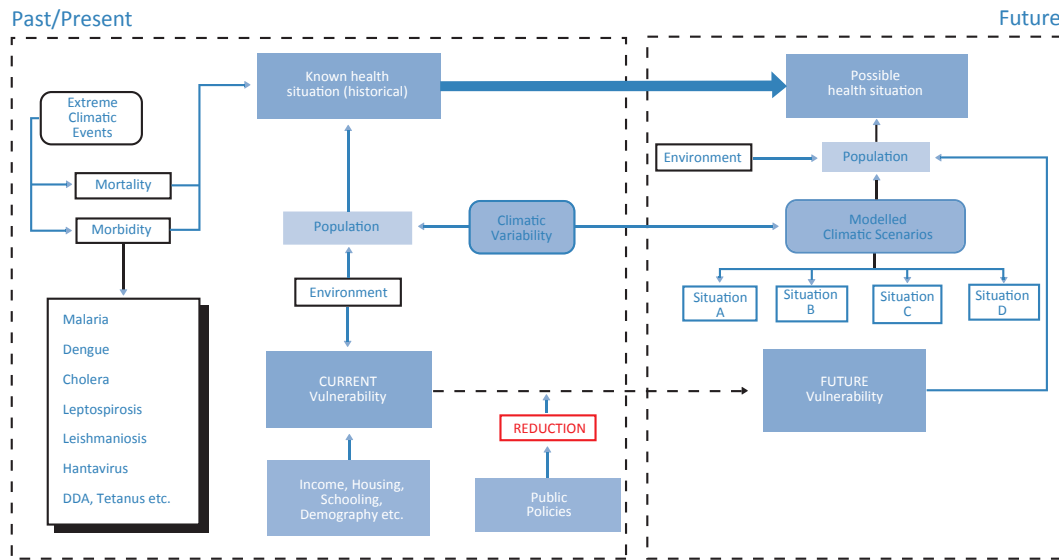 Past/Present
Future
Known health
situation (historical)
Possible
health situation
Extreme
Climatic
Events
Environment
Population
Mortality
Morbidity
Population
Climatic
Variability
Modelled
Climatic Scenarios
Environment
Situation
A
Situation
B
Situation
C
Situation
D
Malaria
Dengue
Cholera
Leptospirosis
Leishmaniosis
Hantavirus
DDA, Tetanus etc.
CURRENT
Vulnerability
FUTURE
Vulnerability
REDUCTION
Income, Housing,
Schooling,
Demography etc.
Public
Policies